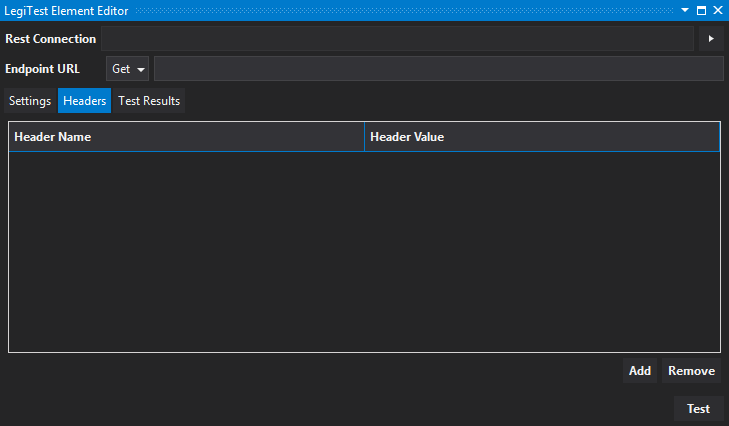 LegiTest Element Editor
Rest Connection
Endpoint URL Get
Settings Headers Test Results
Header Name Header Value
Add Remove
Test